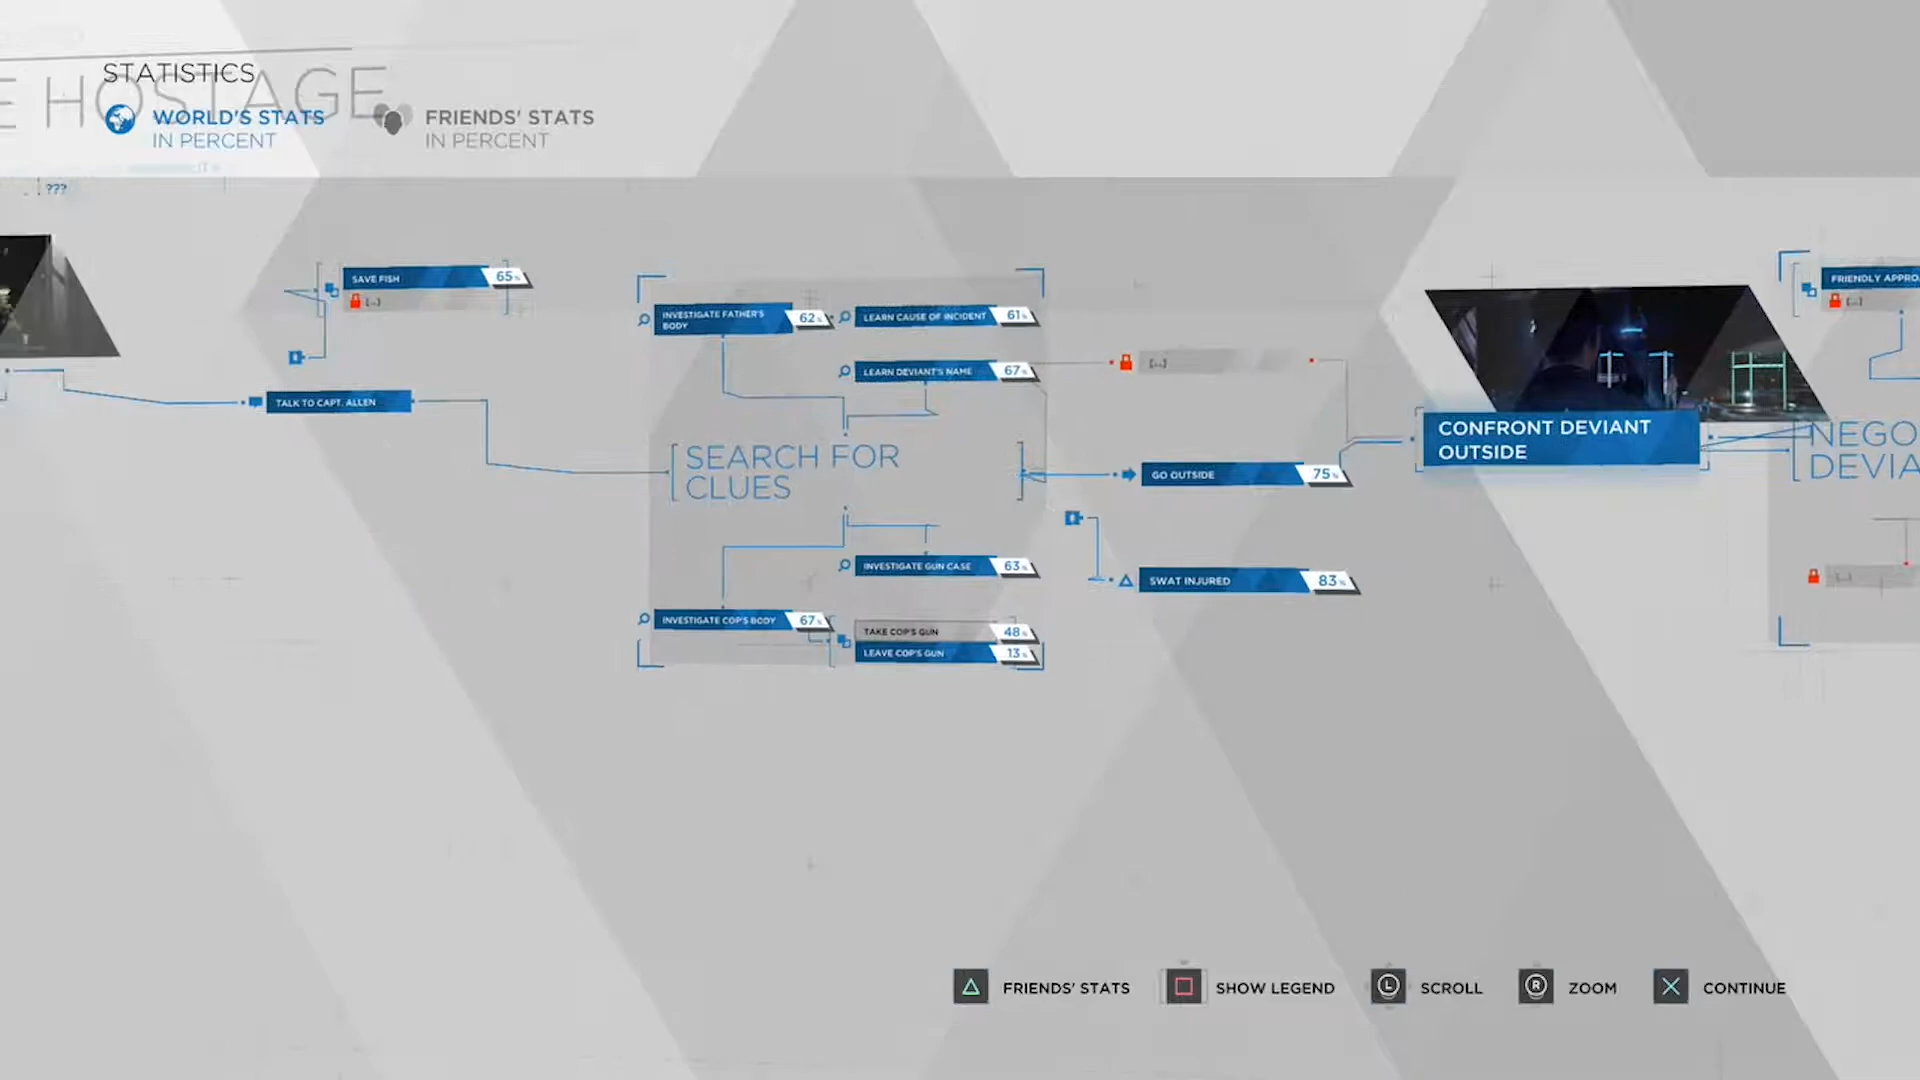 E HOSTAGE
STATISTICS
WORLD'S STATS
IN PERCENT
FRIENDS' STATS
IN PERCENT
???
SAVE FISH 65%
[...]
TALK TO CAPT. ALLEN
INVESTIGATE FATHER'S
BODY 62%
LEARN CAUSE OF INCIDENT 61%
LEARN DEVIANT'S NAME 67%
[...]
SEARCH FOR
CLUES
GO OUTSIDE 75%
SWAT INJURED 83%
INVESTIGATE GUN CASE 63%
INVESTIGATE COP'S BODY 67%
TAKE COP'S GUN 48%
LEAVE COP'S GUN 13%
CONFRONT DEVIANT
OUTSIDE
FRIENDLY APPRO
[...]
NEGO
DEVIA
[...]
FRIENDS' STATS
SHOW LEGEND
L SCROLL
R ZOOM
CONTINUE